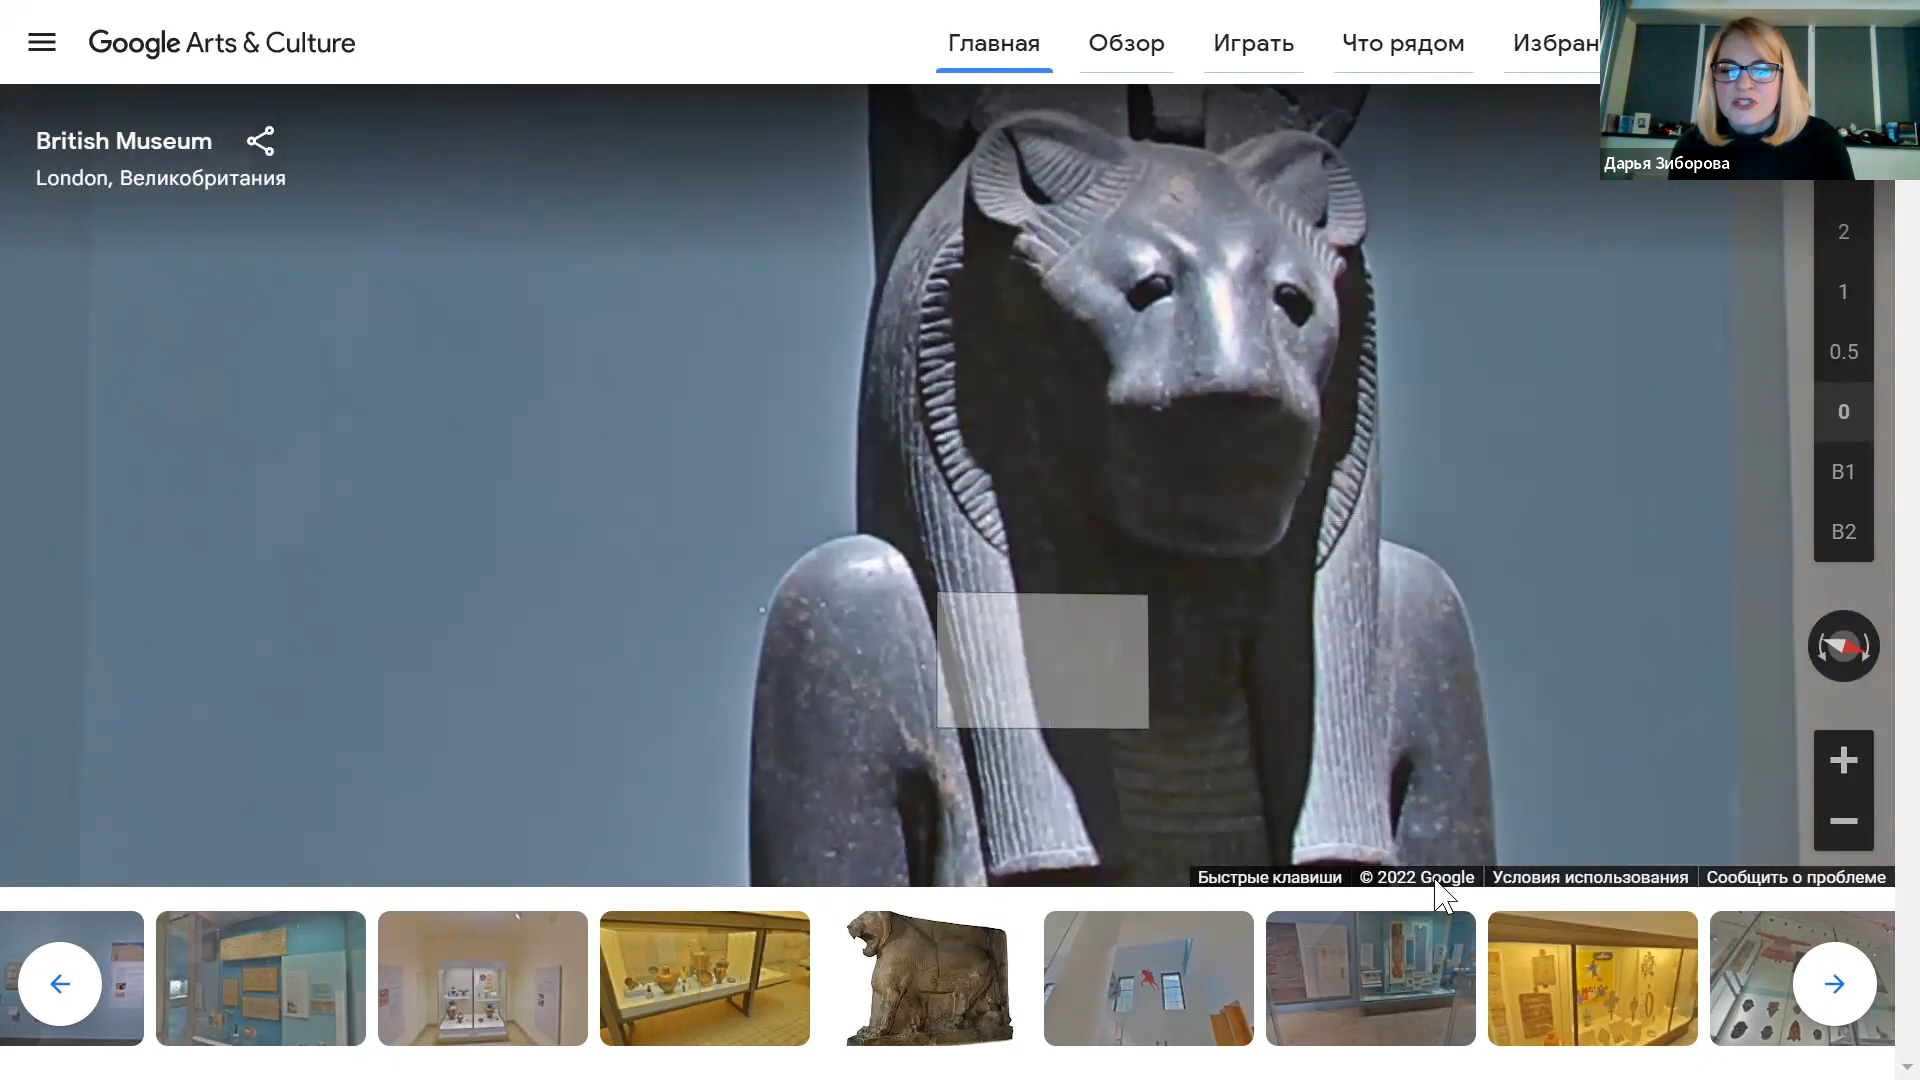 Google Arts & Culture
Главная
Обзор
Играть
Что рядом
Избран
British Museum
London, Великобритания
Дарья Зиборова
2
1
0.5
0
B1
B2
Быстрые клавиши
© 2022 Google
Условия использования
Сообщить о проблеме